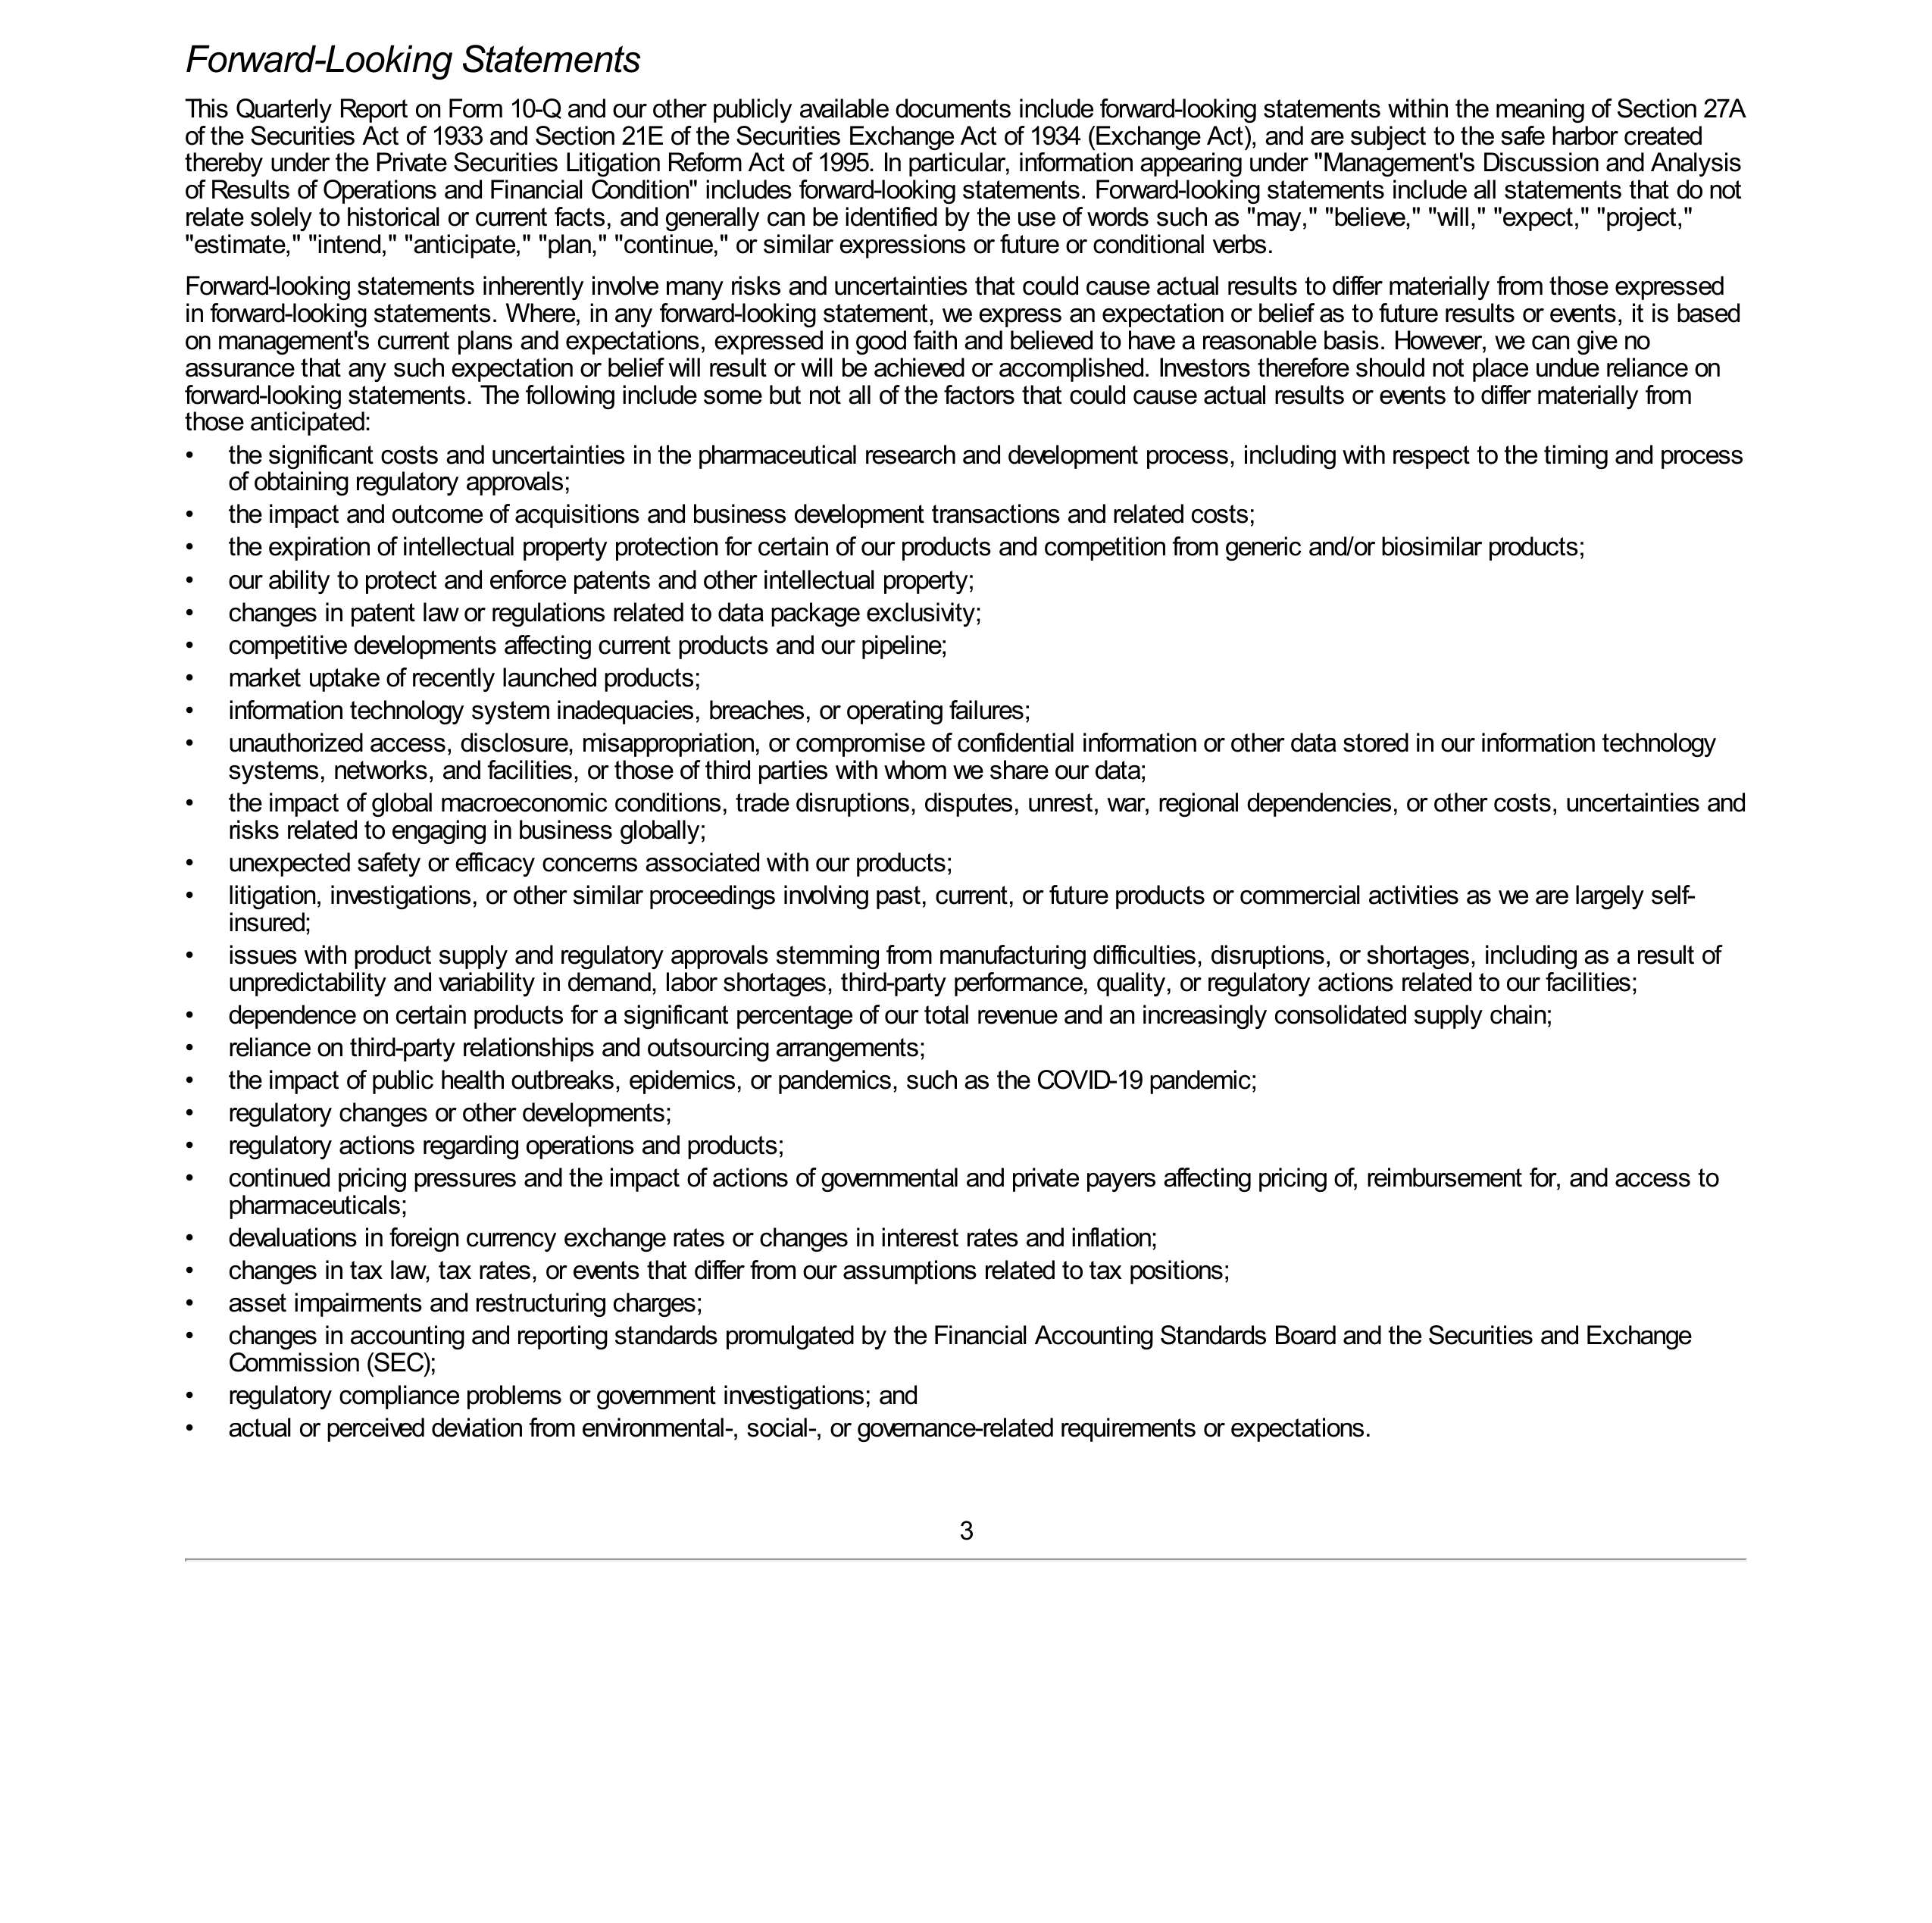 Forward-Looking Statements
This Quarterly Report on Form 10-Q and our other publicly available documents include forward-looking statements within the meaning of Section 27A
of the Securities Act of 1933 and Section 21E of the Securities Exchange Act of 1934 (Exchange Act), and are subject to the safe harbor created
thereby under the Private Securities Litigation Reform Act of 1995. In particular, information appearing under "Management's Discussion and Analysis
of Results of Operations and Financial Condition" includes forward-looking statements. Forward-looking statements include all statements that do not
relate solely to historical or current facts, and generally can be identified by the use of words such as "may," "believe," "will," "expect," "project,"
"estimate," "intend," "anticipate," "plan," "continue," or similar expressions or future or conditional verbs.
Forward-looking statements inherently involve many risks and uncertainties that could cause actual results to differ materially from those expressed
in forward-looking statements. Where, in any forward-looking statement, we express an expectation or belief as to future results or events, it is based
on management's current plans and expectations, expressed in good faith and believed to have a reasonable basis. However, we can give no
assurance that any such expectation or belief will result or will be achieved or accomplished. Investors therefore should not place undue reliance on
forward-looking statements. The following include some but not all of the factors that could cause actual results or events to differ materially from
those anticipated:
• the significant costs and uncertainties in the pharmaceutical research and development process, including with respect to the timing and process
of obtaining regulatory approvals;
• the impact and outcome of acquisitions and business development transactions and related costs;
• the expiration of intellectual property protection for certain of our products and competition from generic and/or biosimilar products;
• our ability to protect and enforce patents and other intellectual property;
• changes in patent law or regulations related to data package exclusivity;
• competitive developments affecting current products and our pipeline;
• market uptake of recently launched products;
• information technology system inadequacies, breaches, or operating failures;
• unauthorized access, disclosure, misappropriation, or compromise of confidential information or other data stored in our information technology
systems, networks, and facilities, or those of third parties with whom we share our data;
• the impact of global macroeconomic conditions, trade disruptions, disputes, unrest, war, regional dependencies, or other costs, uncertainties and
risks related to engaging in business globally;
• unexpected safety or efficacy concerns associated with our products;
• litigation, investigations, or other similar proceedings involving past, current, or future products or commercial activities as we are largely self-
insured;
• issues with product supply and regulatory approvals stemming from manufacturing difficulties, disruptions, or shortages, including as a result of
unpredictability and variability in demand, labor shortages, third-party performance, quality, or regulatory actions related to our facilities;
• dependence on certain products for a significant percentage of our total revenue and an increasingly consolidated supply chain;
• reliance on third-party relationships and outsourcing arrangements;
• the impact of public health outbreaks, epidemics, or pandemics, such as the COVID-19 pandemic;
• regulatory changes or other developments;
• regulatory actions regarding operations and products;
• continued pricing pressures and the impact of actions of governmental and private payers affecting pricing of, reimbursement for, and access to
pharmaceuticals;
• devaluations in foreign currency exchange rates or changes in interest rates and inflation;
• changes in tax law, tax rates, or events that differ from our assumptions related to tax positions;
• asset impairments and restructuring charges;
• changes in accounting and reporting standards promulgated by the Financial Accounting Standards Board and the Securities and Exchange
Commission (SEC);
• regulatory compliance problems or government investigations; and
• actual or perceived deviation from environmental-, social-, or governance-related requirements or expectations.
3